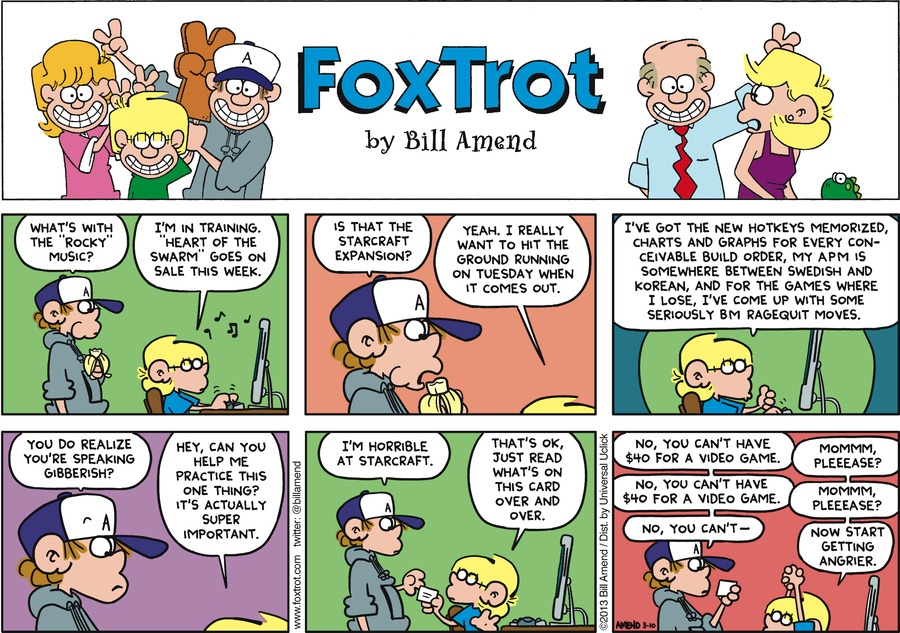 A
FOXTROT
by Bill Amend
WHAT'S WITH
THE "ROCKY"
MUSIC?
I'M IN TRAINING.
"HEART OF THE
SWARM" GOES ON
SALE THIS WEEK.
A
IS THAT THE
STARCRAFT
EXPANSION?
YEAH. I REALLY
WANT TO HIT THE
GROUND RUNNING
ON TUESDAY WHEN
IT COMES OUT.
A
I'VE GOT THE NEW HOTKEYS MEMORIZED,
CHARTS AND GRAPHS FOR EVERY CON-
CEIVABLE BUILD ORDER, MY APM IS
SOMEWHERE BETWEEN SWEDISH AND
KOREAN, AND FOR THE GAMES WHERE
I LOSE, I'VE COME UP WITH SOME
SERIOUSLY BM RAGEQUIT MOVES.
YOU DO REALIZE
YOU'RE SPEAKING
GIBBERISH?
HEY, CAN YOU
HELP ME
PRACTICE THIS
ONE THING?
IT'S ACTUALLY
SUPER
IMPORTANT.
A
www.foxtrot.com twitter: @billamend
I'M HORRIBLE
AT STARCRAFT.
THAT'S OK,
JUST READ
WHAT'S ON
THIS CARD
OVER AND
OVER.
A
©2013 Bill Amend / Dist. by Universal Uclick
NO, YOU CAN'T HAVE
$40 FOR A VIDEO GAME.
MOMMM,
PLEEEASE?
NO, YOU CAN'T HAVE
$40 FOR A VIDEO GAME.
MOMMM,
PLEEEASE?
NO, YOU CAN'T—
NOW START
GETTING
ANGRIER.
A
AMEND 3-10